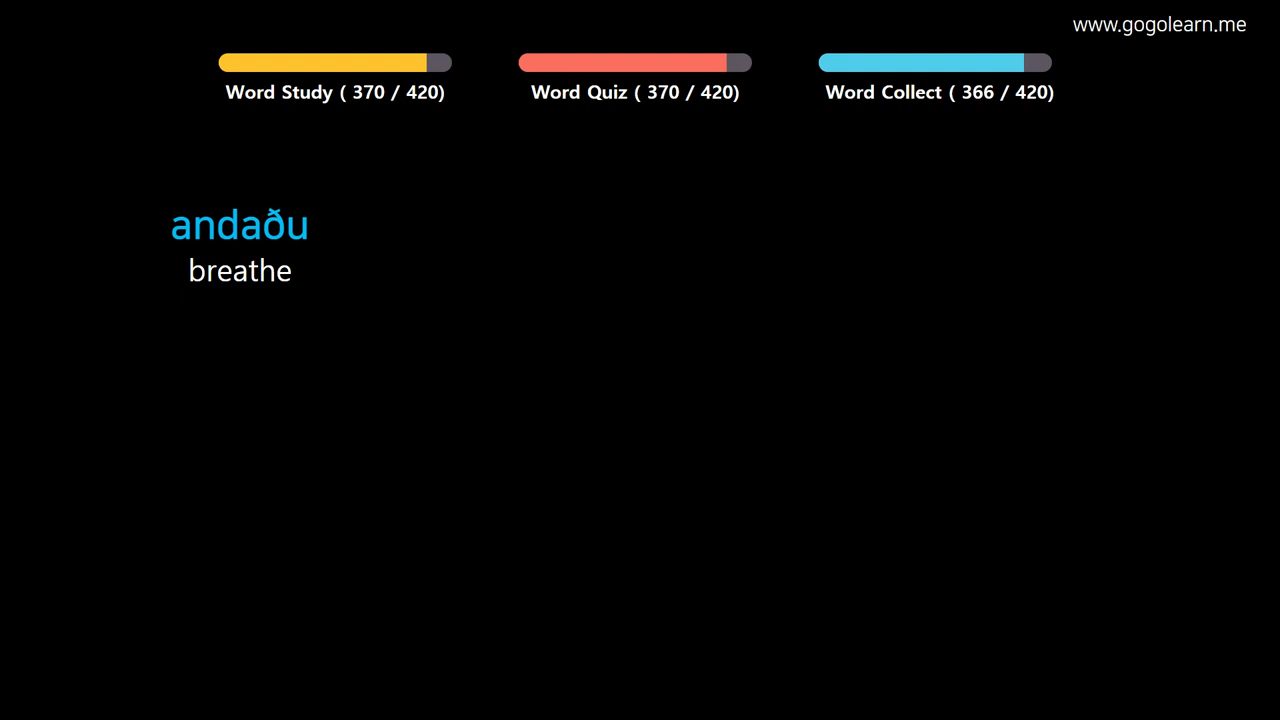 www.gogolearn.me
Word Study ( 370 / 420)
Word Quiz ( 370 / 420)
Word Collect ( 366 / 420)
andaðu
breathe